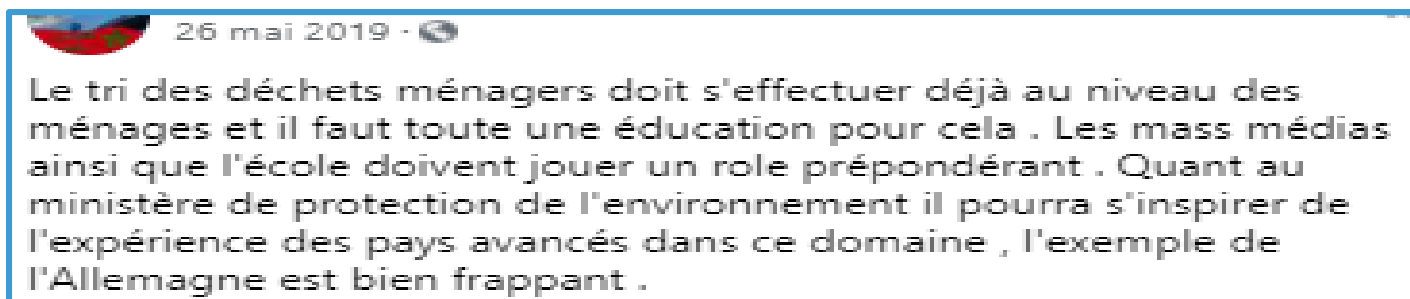 26 mai 2019 ·
Le tri des déchets ménagers doit s'effectuer déjà au niveau des
ménages et il faut toute une éducation pour cela . Les mass médias
ainsi que l'école doivent jouer un role prépondérant . Quant au
ministère de protection de l'environnement il pourra s'inspirer de
l'expérience des pays avancés dans ce domaine , l'exemple de
l'Allemagne est bien frappant .